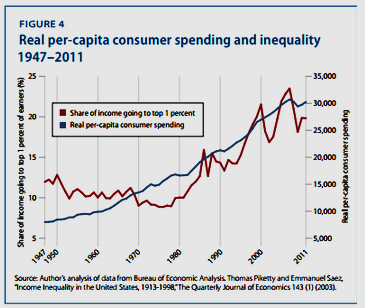 FIGURE 4
Real per-capita consumer spending and inequality
1947–2011
Share of income going to top 1 percent of earners (%)
25
20
15
10
5
Share of income going to top 1 percent
Real per-capita consumer spending
35,000
30,000
25,000
20,000
15,000
10,000
5,000
Real per-capita consumer spending
1947
1950
1960
1970
1980
1990
2000
2011
Source: Author's analysis of data from Bureau of Economic Analysis. Thomas Piketty and Emmanuel Saez,
"Income Inequality in the United States, 1913-1998," The Quarterly Journal of Economics 143 (1) (2003).